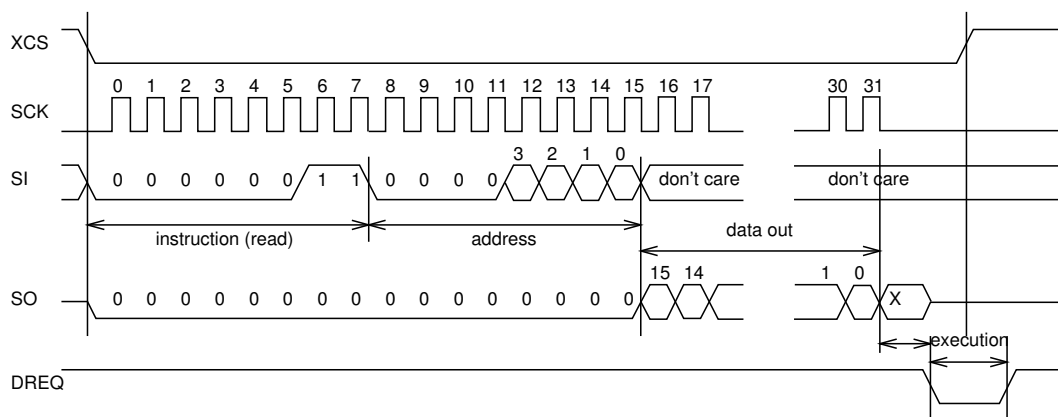 XCS
0 1 2 3 4 5 6 7 8 9 10 11 12 13 14 15 16 17 30 31
SCK
3 2 1 0
SI 0 0 0 0 0 0 1 1 0 0 0 0 don't care don't care
instruction (read) address data out
15 14 1 0
SO 0 0 0 0 0 0 0 0 0 0 0 0 0 0 0 0 X
execution
DREQ